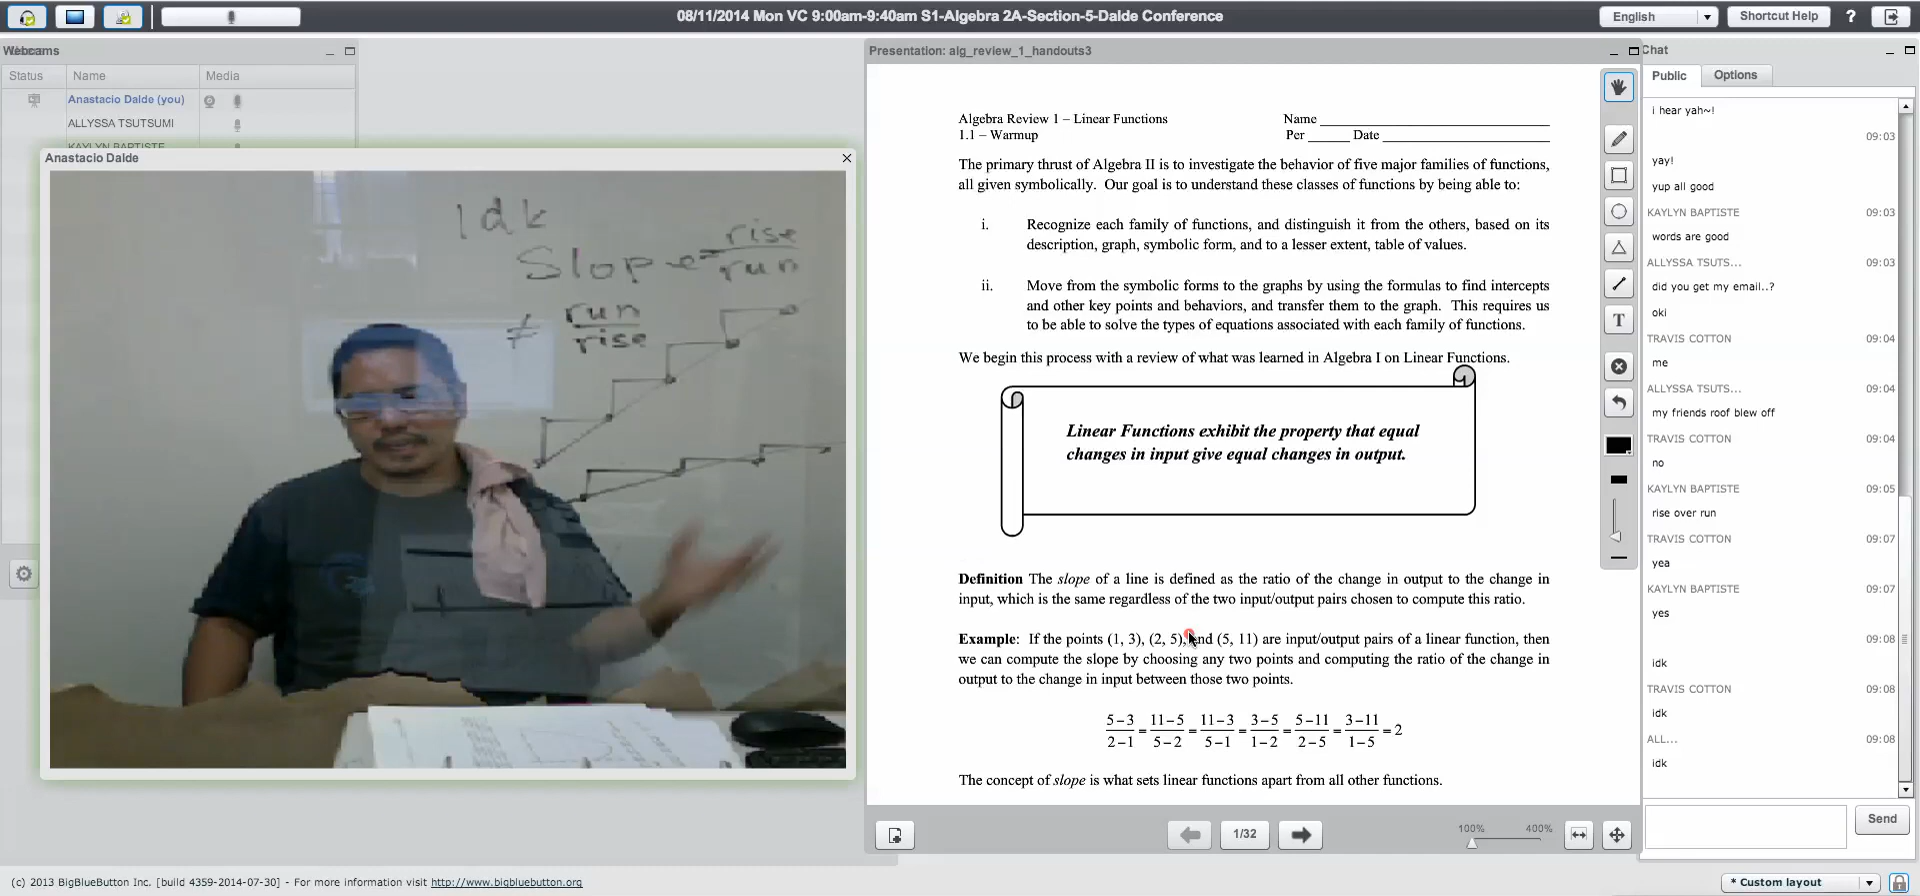 08/11/2014 Mon VC 9:00am-9:40am S1-Algebra 2A-Section-5-Dalde Conference
English
Shortcut Help
?
Webcams
Status Name Media
Anastacio Dalde (you)
ALLYSSA TSUTSUMI
KAYLYN BAPTISTE
Anastacio Dalde
idk
Slope = rise
run
≠ run
rise
Presentation: alg_review_1_handouts3
Algebra Review 1 – Linear Functions Name
1.1 – Warmup Per Date
The primary thrust of Algebra II is to investigate the behavior of five major families of functions,
all given symbolically. Our goal is to understand these classes of functions by being able to:
i. Recognize each family of functions, and distinguish it from the others, based on its
description, graph, symbolic form, and to a lesser extent, table of values.
ii. Move from the symbolic forms to the graphs by using the formulas to find intercepts
and other key points and behaviors, and transfer them to the graph. This requires us
to be able to solve the types of equations associated with each family of functions.
We begin this process with a review of what was learned in Algebra I on Linear Functions.
Linear Functions exhibit the property that equal
changes in input give equal changes in output.
Definition The slope of a line is defined as the ratio of the change in output to the change in
input, which is the same regardless of the two input/output pairs chosen to compute this ratio.
Example: If the points (1, 3), (2, 5), and (5, 11) are input/output pairs of a linear function, then
we can compute the slope by choosing any two points and computing the ratio of the change in
output to the change in input between those two points.
5−3 11−5 11−3 3−5 5−11 3−11
= = = = = = 2
2−1 5−2 5−1 1−2 2−5 1−5
The concept of slope is what sets linear functions apart from all other functions.
T
1/32
100% 400%
Chat
Public Options
i hear yah~!
09:03
yay!
yup all good
KAYLYN BAPTISTE 09:03
words are good
ALLYSSA TSUTS... 09:03
did you get my email..?
oki
TRAVIS COTTON 09:04
me
ALLYSSA TSUTS... 09:04
my friends roof blew off
TRAVIS COTTON 09:04
no
KAYLYN BAPTISTE 09:05
rise over run
TRAVIS COTTON 09:07
yea
KAYLYN BAPTISTE 09:07
yes
09:08
idk
TRAVIS COTTON 09:08
idk
ALL... 09:08
idk
Send
(c) 2013 BigBlueButton Inc. [build 4359-2014-07-30] - For more information visit http://www.bigbluebutton.org
* Custom layout